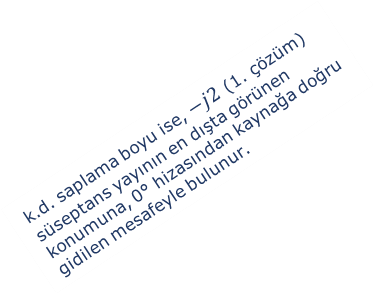 k.d. saplama boyu ise, −j2 (1. çözüm)
süseptans yayının en dışta görünen
konumuna, 0° hizasından kaynağa doğru
gidilen mesafeyle bulunur.